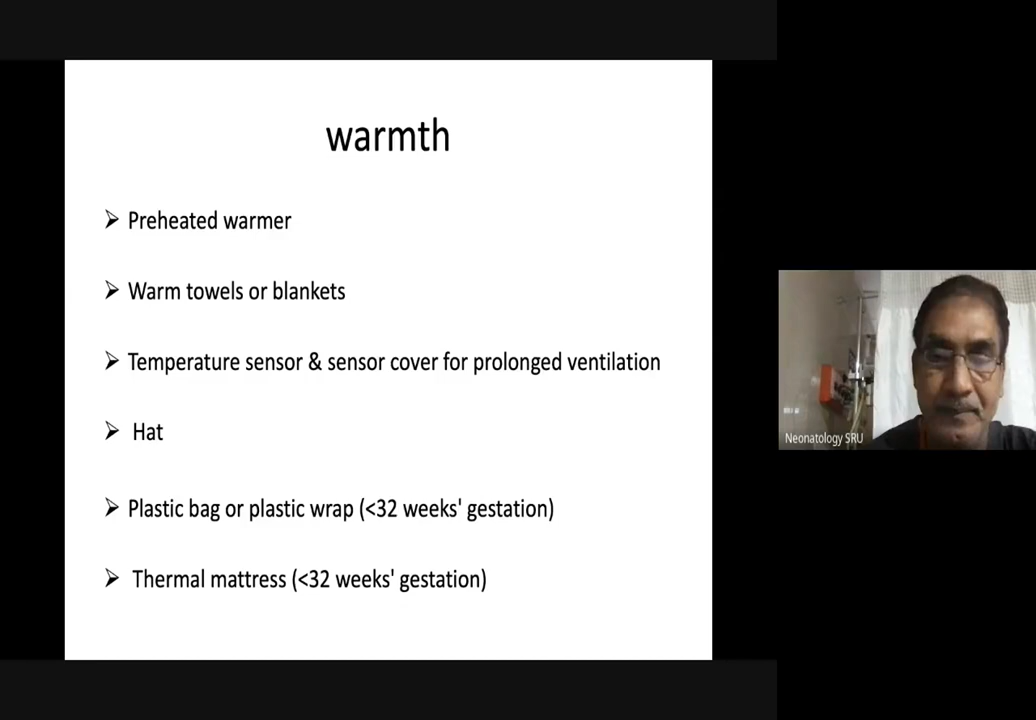 warmth
➢ Preheated warmer
➢ Warm towels or blankets
➢ Temperature sensor & sensor cover for prolonged ventilation
➢ Hat
➢ Plastic bag or plastic wrap (<32 weeks' gestation)
➢ Thermal mattress (<32 weeks' gestation)
Neonatology SRU